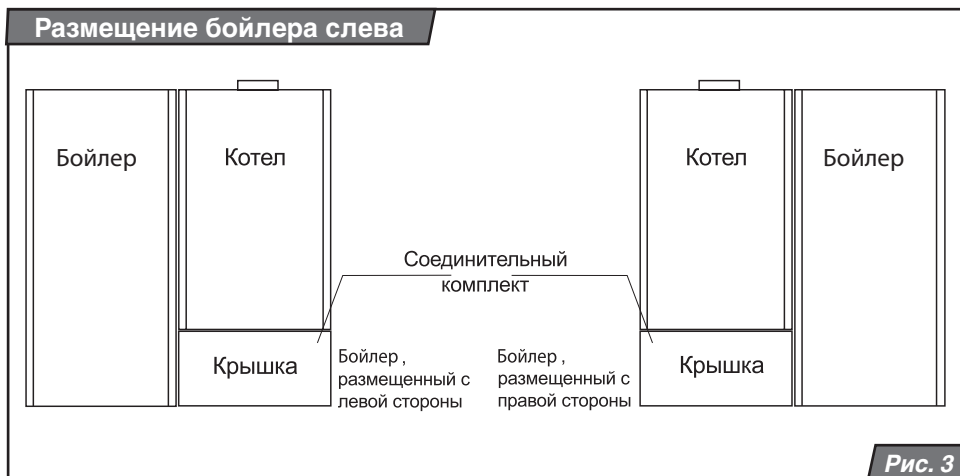 Размещение бойлера слева
Бойлер
Котел
Котел
Бойлер
Соединительный
комплект
Крышка
Бойлер ,
размещенный с
левой стороны
Бойлер ,
размещенный с
правой стороны
Крышка
Рис. 3